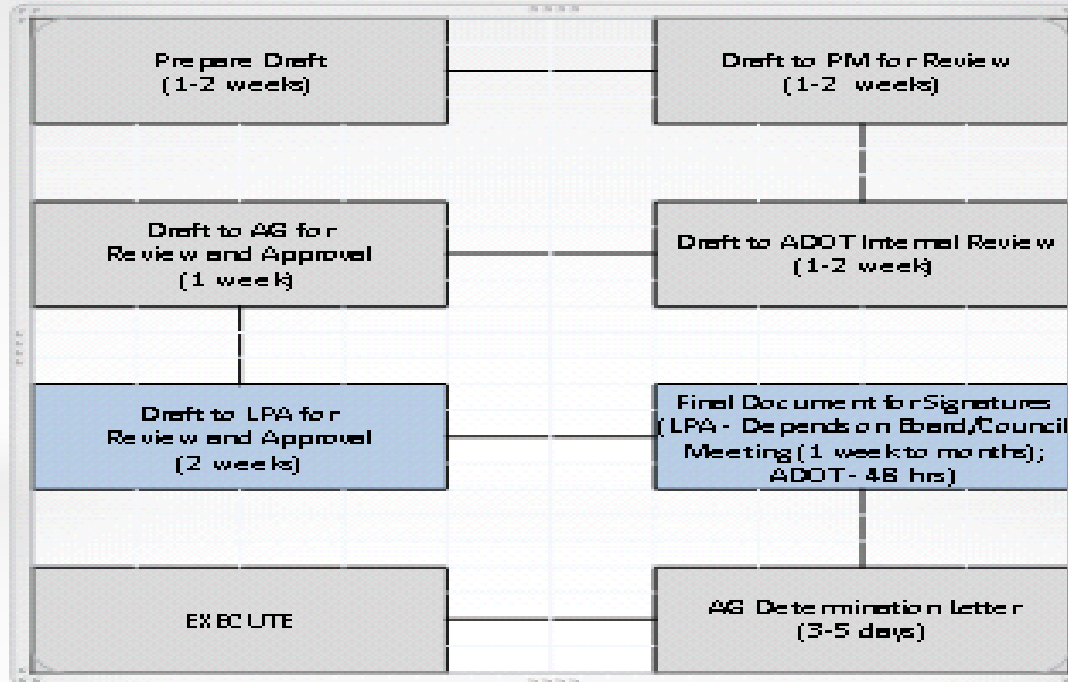 Prepare Draft
(1-2 weeks)
Draft to PM for Review
(1-2 weeks)
Draft to AG for
Review and Approval
(1 week)
Draft to ADOT Internal Review
(1-2 week)
Draft to LPA for
Review and Approval
(2 weeks)
Final Document for Signatures
(LPA - Depends on Board/Council
Meeting (1 week to months);
ADOT - 48 hrs)
EXECUTE
AG Determination Letter
(3-5 days)